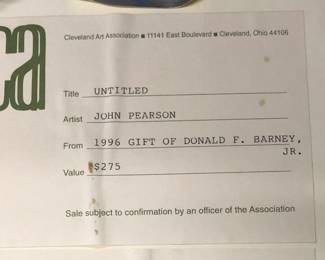 ca
Cleveland Art Association ■ 11141 East Boulevard ■ Cleveland, Ohio 44106
Title UNTITLED
Artist JOHN PEARSON
From 1996 GIFT OF DONALD F. BARNEY,
JR.
Value $275
Sale subject to confirmation by an officer of the Association